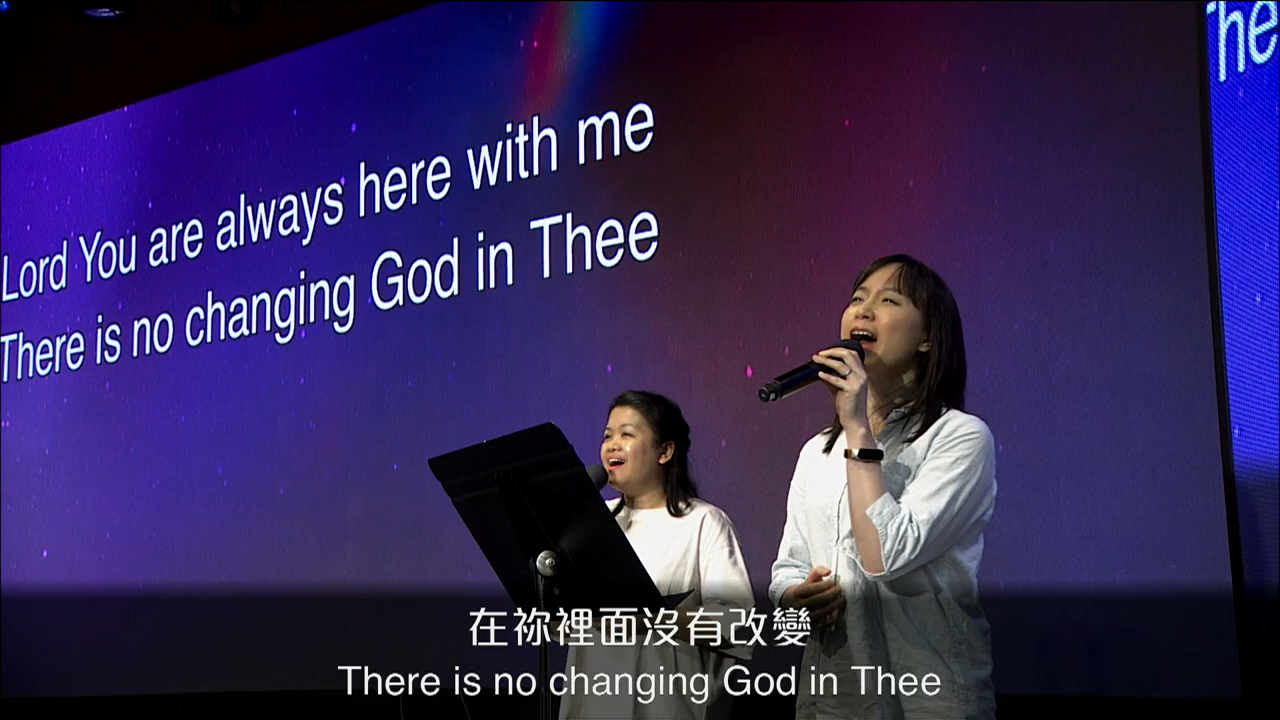 Lord You are always here with me
There is no changing God in Thee
The
在祢裡面沒有改變
There is no changing God in Thee